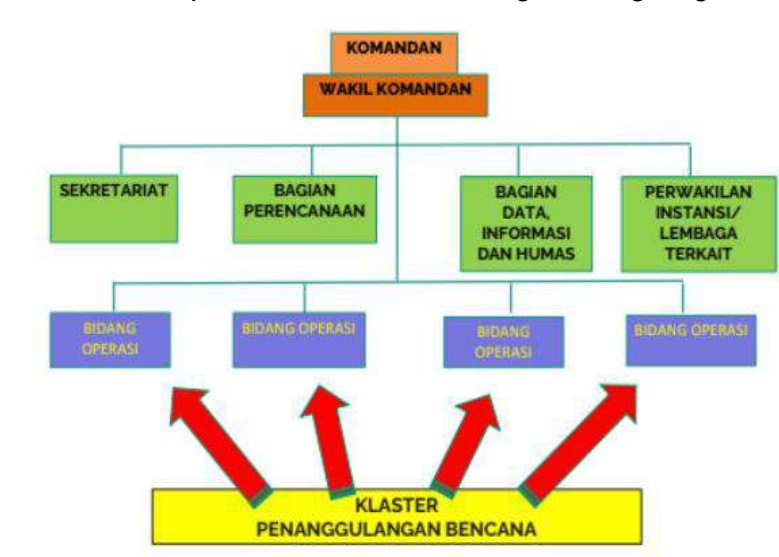 KOMANDAN
WAKIL KOMANDAN
SEKRETARIAT
BAGIAN
PERENCANAAN
BAGIAN
DATA,
INFORMASI
DAN HUMAS
PERWAKILAN
INSTANSI/
LEMBAGA
TERKAIT
BIDANG
OPERASI
BIDANG OPERASI
BIDANG
OPERASI
BIDANG OPERASI
KLASTER
PENANGGULANGAN BENCANA